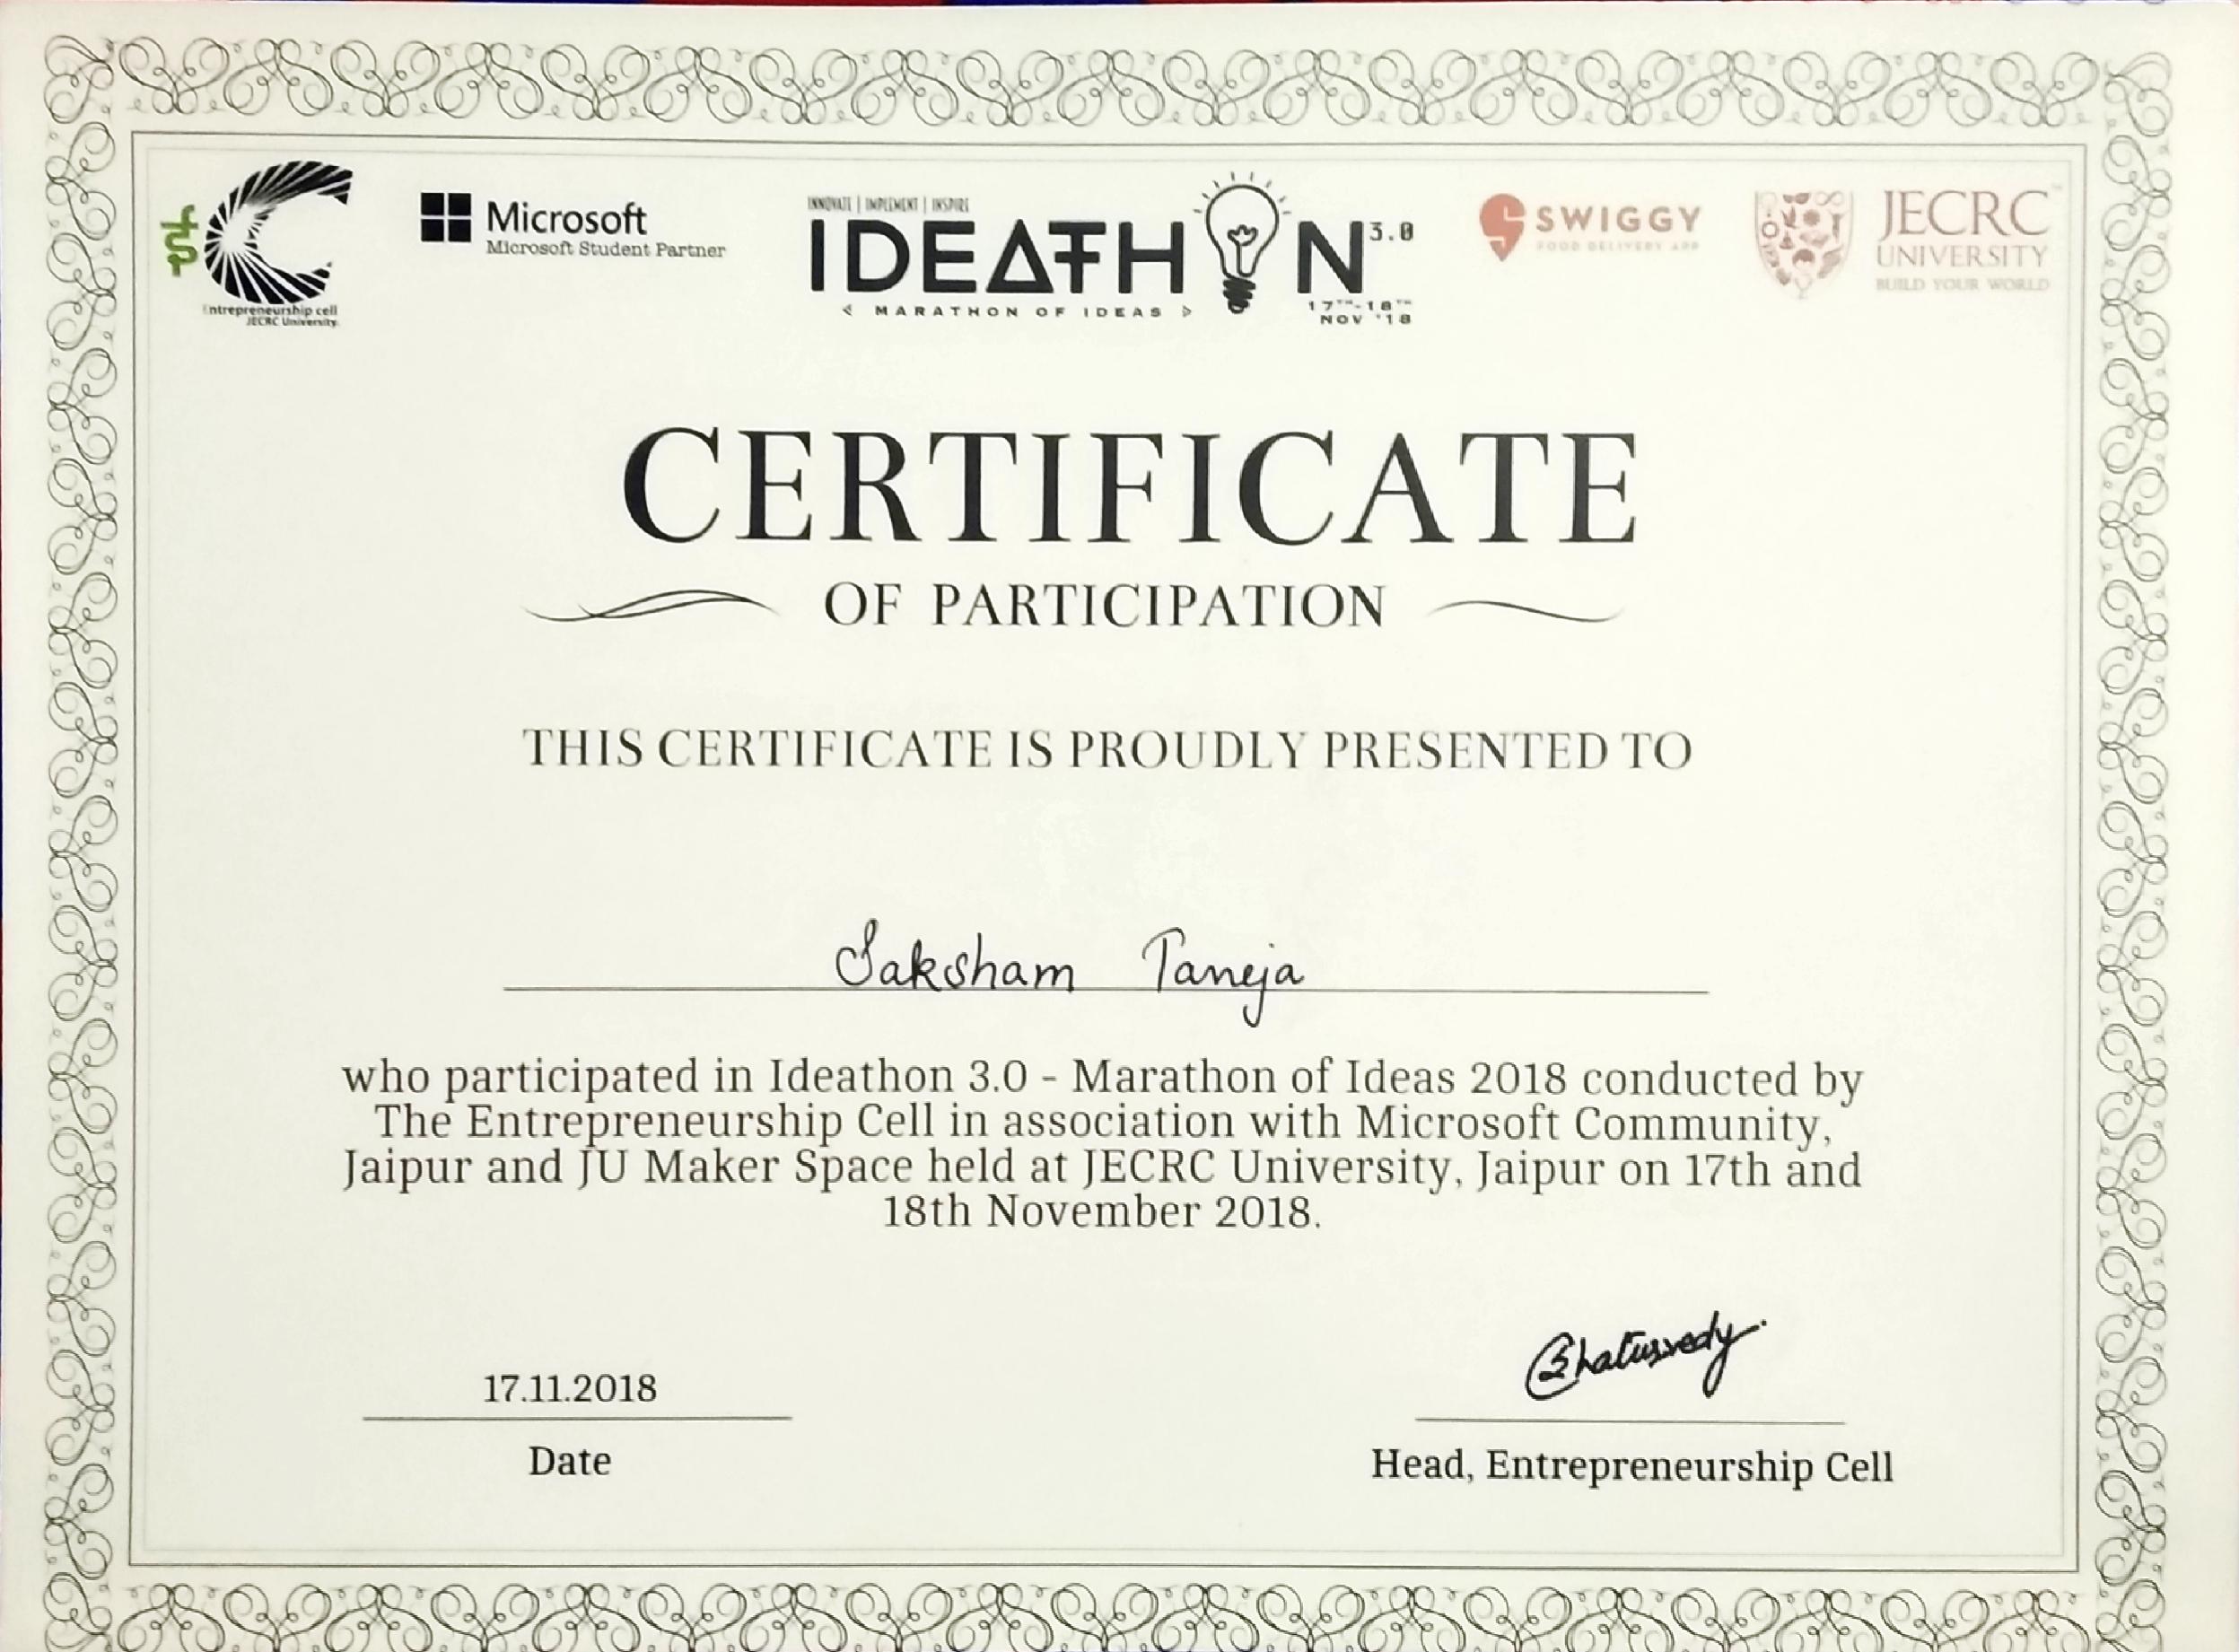 Entrepreneurship cell
JECRC University
Microsoft
Microsoft Student Partner
INNOVATE | IMPLEMENT | INSPIRE
IDEATHON 3.0
< MARATHON OF IDEAS >
17TH-18TH
NOV '18
SWIGGY
FOOD DELIVERY APP
JECRC
UNIVERSITY
BUILD YOUR WORLD
CERTIFICATE
OF PARTICIPATION
THIS CERTIFICATE IS PROUDLY PRESENTED TO
Saksham Taneja
who participated in Ideathon 3.0 - Marathon of Ideas 2018 conducted by
The Entrepreneurship Cell in association with Microsoft Community,
Jaipur and JU Maker Space held at JECRC University, Jaipur on 17th and
18th November 2018.
17.11.2018
Date
Head, Entrepreneurship Cell